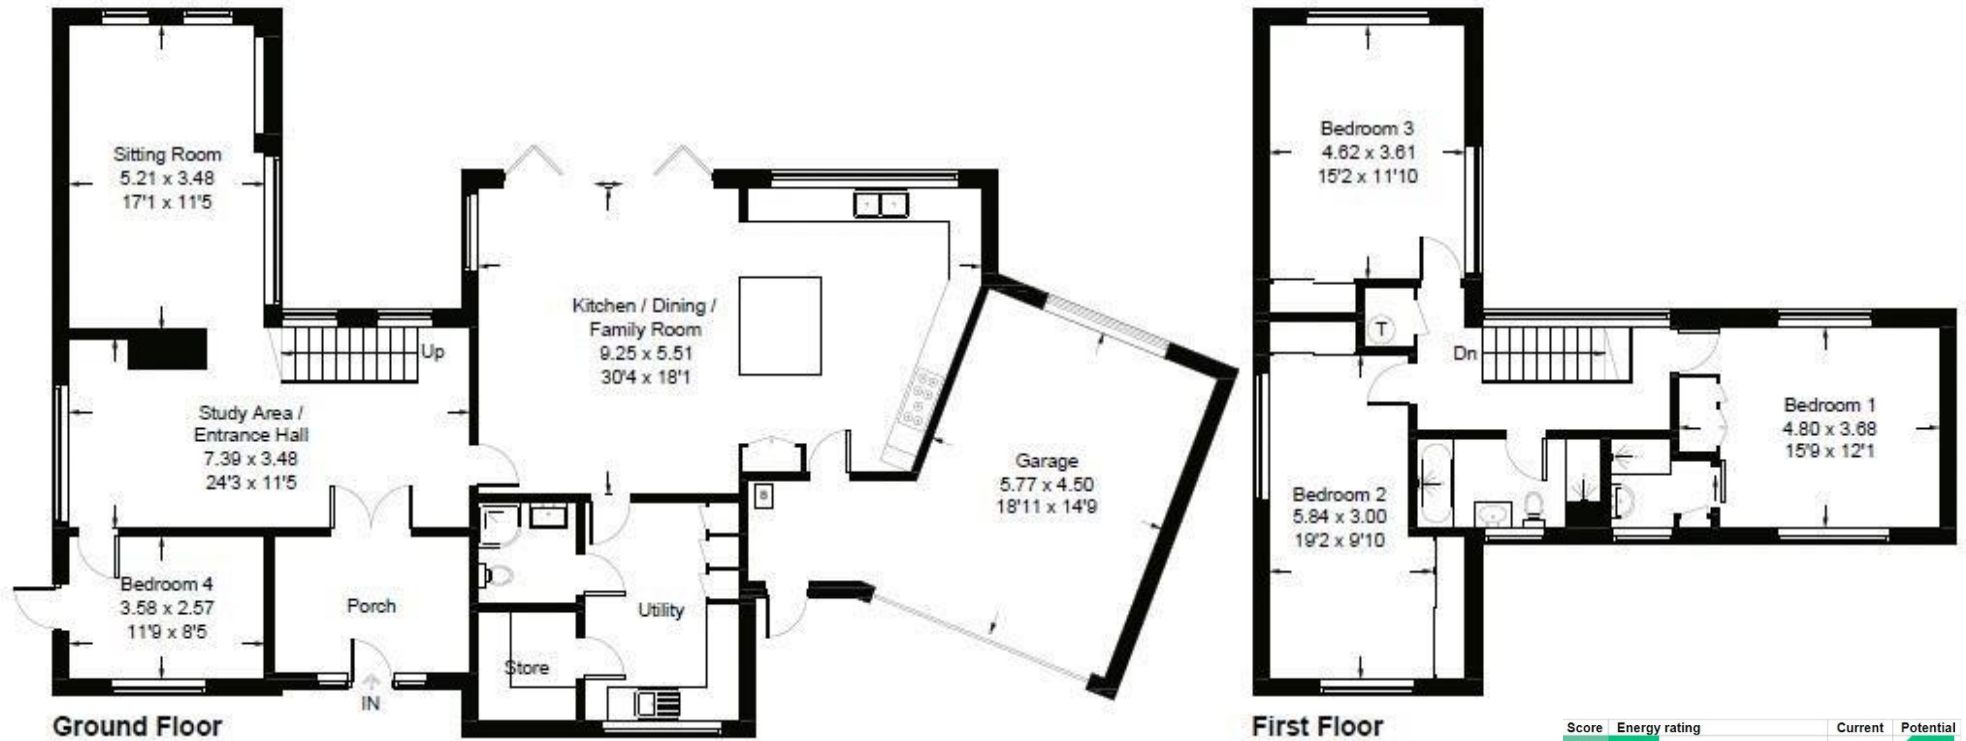 Sitting Room
5.21 x 3.48
17'1 x 11'5
Up
Study Area /
Entrance Hall
7.39 x 3.48
24'3 x 11'5
Kitchen / Dining /
Family Room
9.25 x 5.51
30'4 x 18'1
Garage
5.77 x 4.50
18'11 x 14'9
B
Bedroom 4
3.58 x 2.57
11'9 x 8'5
Porch
IN
Utility
Store
Ground Floor
Bedroom 3
4.62 x 3.61
15'2 x 11'10
T
Dn
Bedroom 1
4.80 x 3.68
15'9 x 12'1
Bedroom 2
5.84 x 3.00
19'2 x 9'10
First Floor
Score Energy rating Current Potential